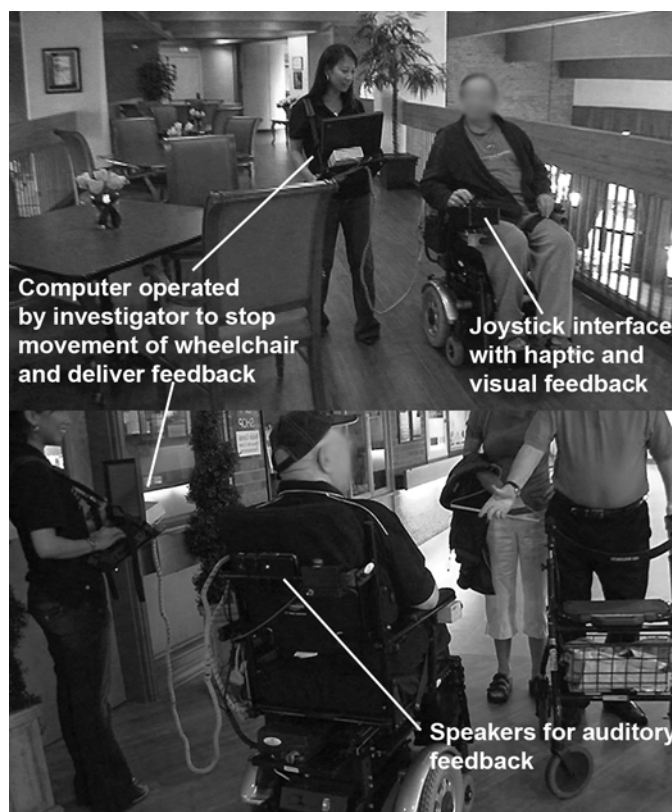 Computer operated
by investigator to stop
movement of wheelchair
and deliver feedback
Joystick interface
with haptic and
visual feedback
SHOP
Speakers for auditory
feedback